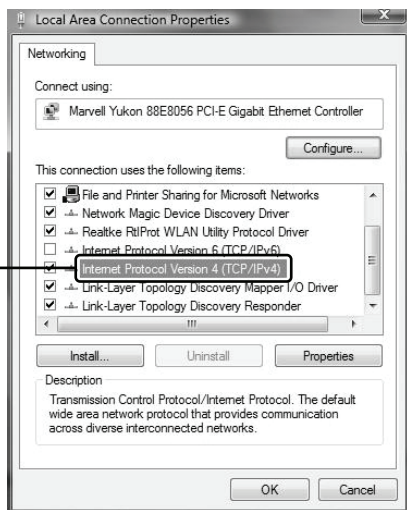 Local Area Connection Properties
Networking
Connect using:
Marvell Yukon 88E8056 PCI-E Gigabit Ethernet Controller
Configure...
This connection uses the following items:
File and Printer Sharing for Microsoft Networks
Network Magic Device Discovery Driver
Realtke RtlProt WLAN Utility Protocol Driver
Internet Protocol Version 6 (TCP/IPv6)
Internet Protocol Version 4 (TCP/IPv4)
Link-Layer Topology Discovery Mapper I/O Driver
Link-Layer Topology Discovery Responder
Install... Uninstall Properties
Description
Transmission Control Protocol/Internet Protocol. The default
wide area network protocol that provides communication
across diverse interconnected networks.
OK Cancel